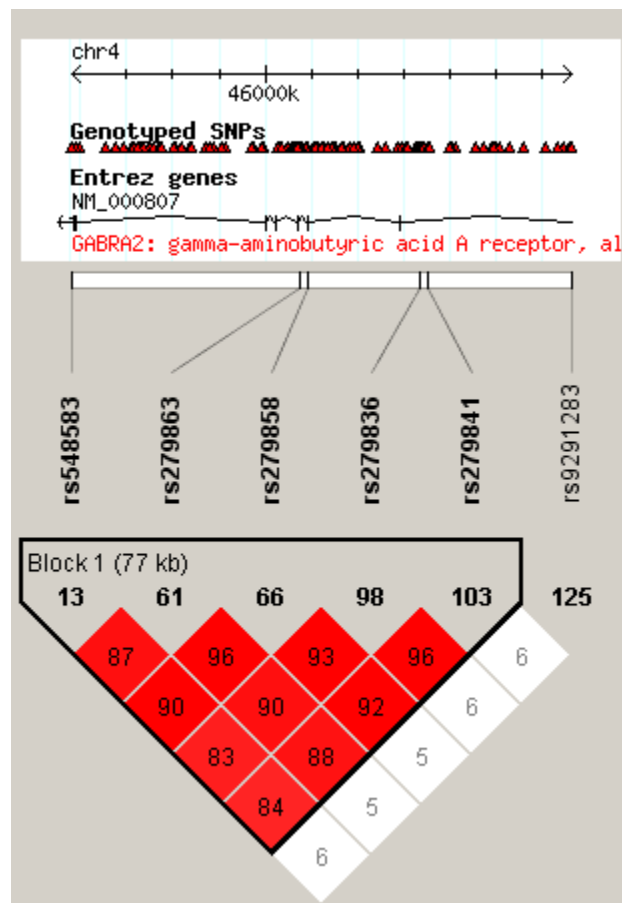 chr4
46000k
Genotyped SNPs
Entrez genes
NM_000807
GABRA2: gamma-aminobutyric acid A receptor, al
rs548583 rs279863 rs279858 rs279836 rs279841 rs9291283
Block 1 (77 kb)
13 61 66 98 103 125
87 96 93 96 6
90 90 92 6
83 88 5
84 5
6